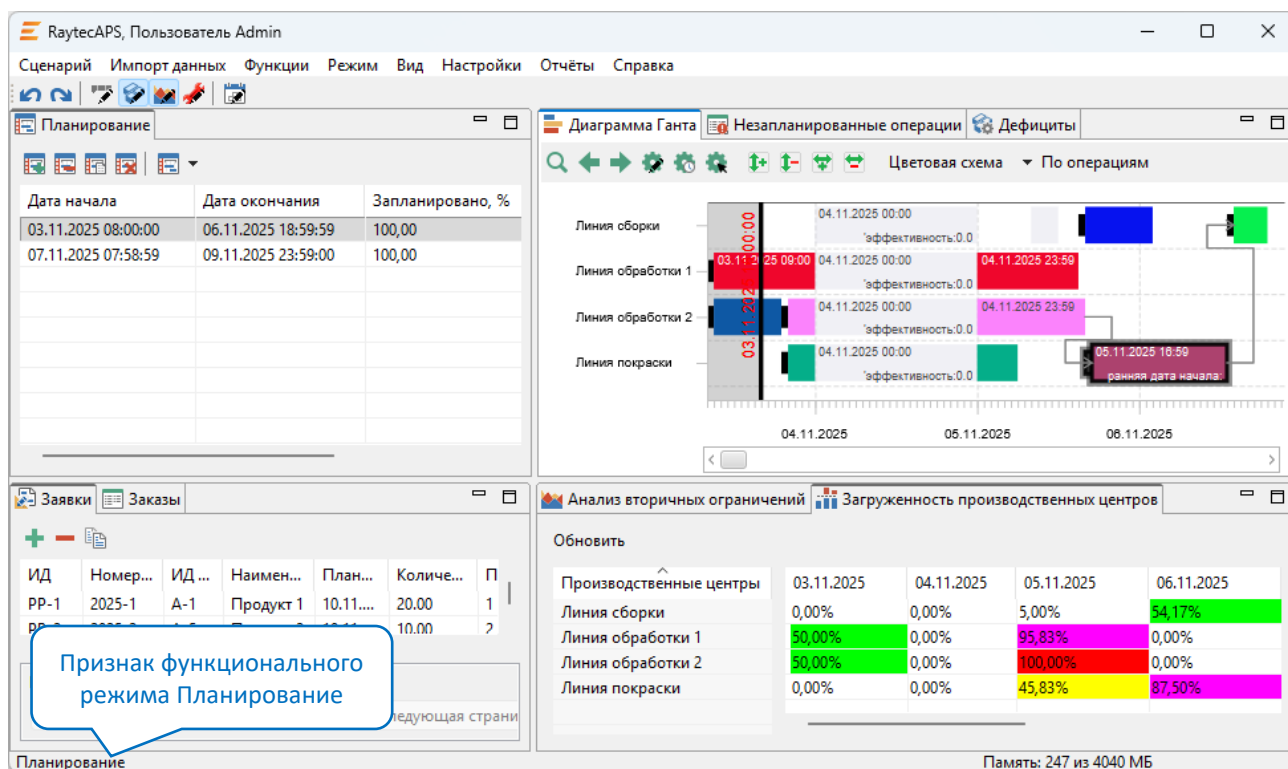 RaytecAPS, Пользователь Admin
Сценарий Импорт данных Функции Режим Вид Настройки Отчёты Справка
Планирование
Дата начала Дата окончания Запланировано, %
03.11.2025 08:00:00 06.11.2025 18:59:59 100,00
07.11.2025 07:58:59 09.11.2025 23:59:00 100,00
Диаграмма Ганта Незапланированные операции Дефициты
Цветовая схема По операциям
Линия сборки
04.11.2025 00:00
'эффективность:0.0
Линия обработки 1
03.11.2025 09:00 04.11.2025 00:00 04.11.2025 23:59
'эффективность:0.0
Линия обработки 2
04.11.2025 00:00 04.11.2025 23:59
'эффективность:0.0
Линия покраски
04.11.2025 00:00 05.11.2025 16:59
'эффективность:0.0 ранняя дата начала:
03.11.2025 00:00
04.11.2025 05.11.2025 06.11.2025
Заявки Заказы
ИД Номер... ИД ... Наимен... План... Количе... П
PP-1 2025-1 A-1 Продукт 1 10.11.... 20.00 1
10.00 2
Признак функционального
режима Планирование
ледующая страни
Анализ вторичных ограничений Загруженность производственных центров
Обновить
Производственные центры 03.11.2025 04.11.2025 05.11.2025 06.11.2025
Линия сборки 0,00% 0,00% 5,00% 54,17%
Линия обработки 1 50,00% 0,00% 95,83% 0,00%
Линия обработки 2 50,00% 0,00% 100,00% 0,00%
Линия покраски 0,00% 0,00% 45,83% 87,50%
Планирование Память: 247 из 4040 МБ